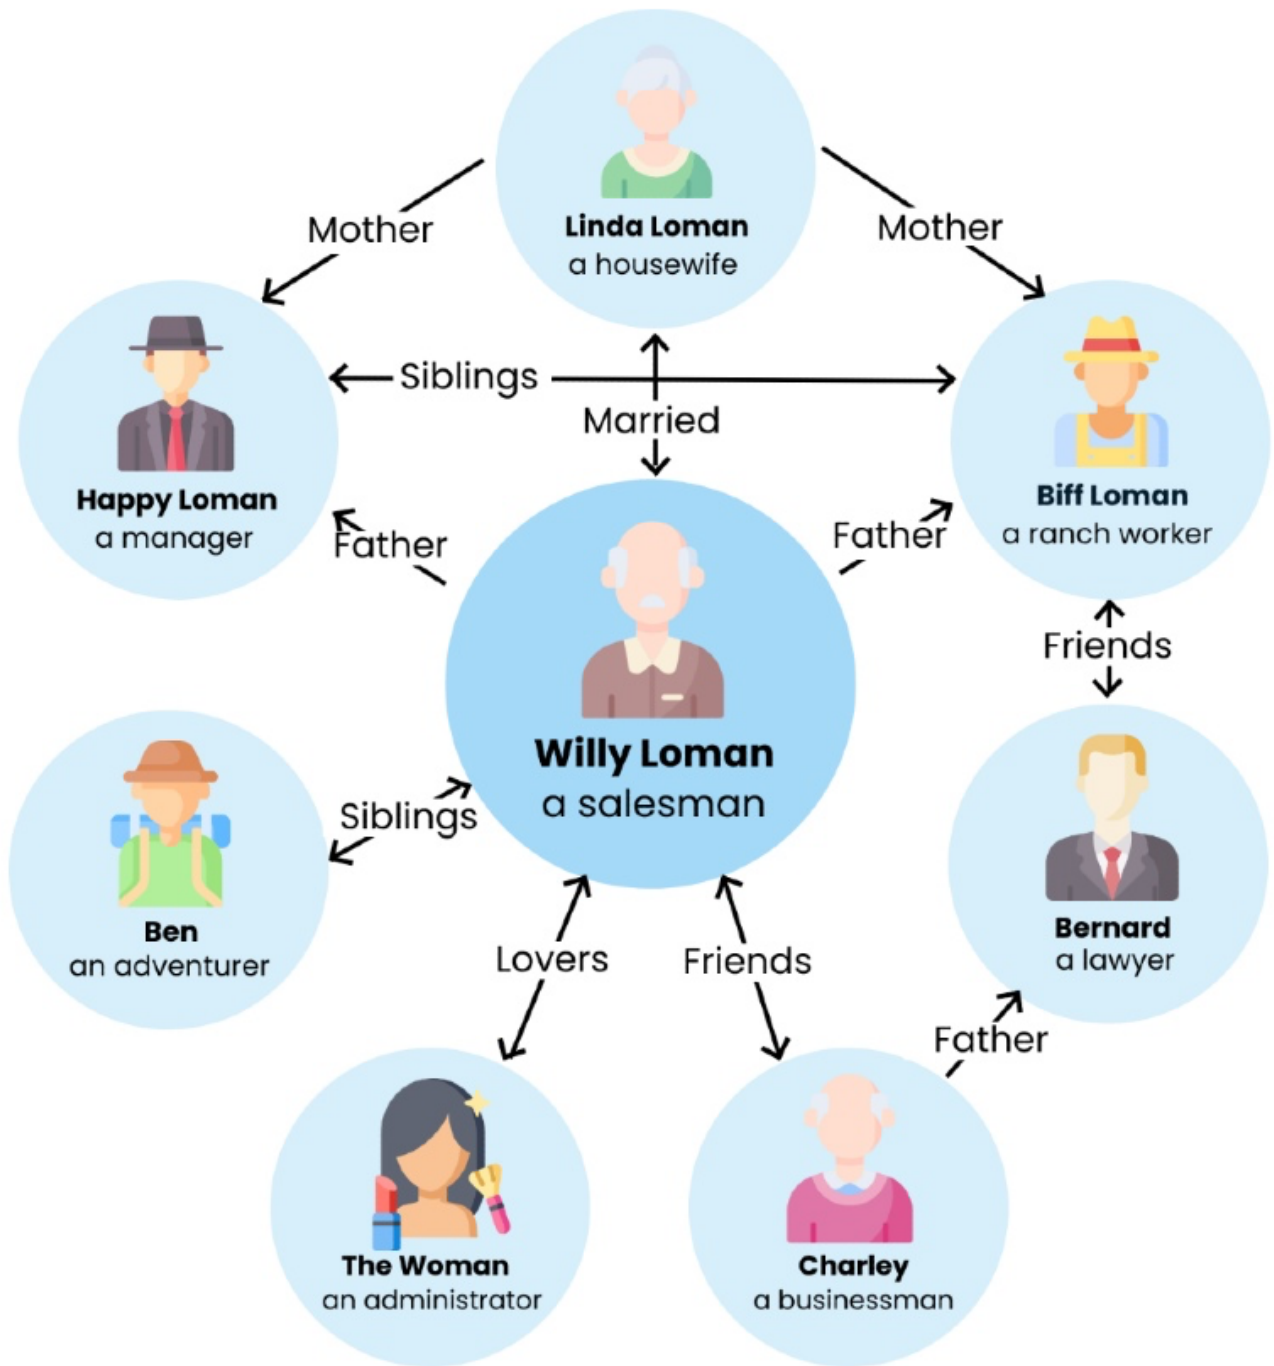 Linda Loman
a housewife
Mother
Mother
Siblings
Married
Happy Loman
a manager
Biff Loman
a ranch worker
Father
Father
Friends
Willy Loman
a salesman
Siblings
Ben
an adventurer
Bernard
a lawyer
Lovers
Friends
Father
The Woman
an administrator
Charley
a businessman